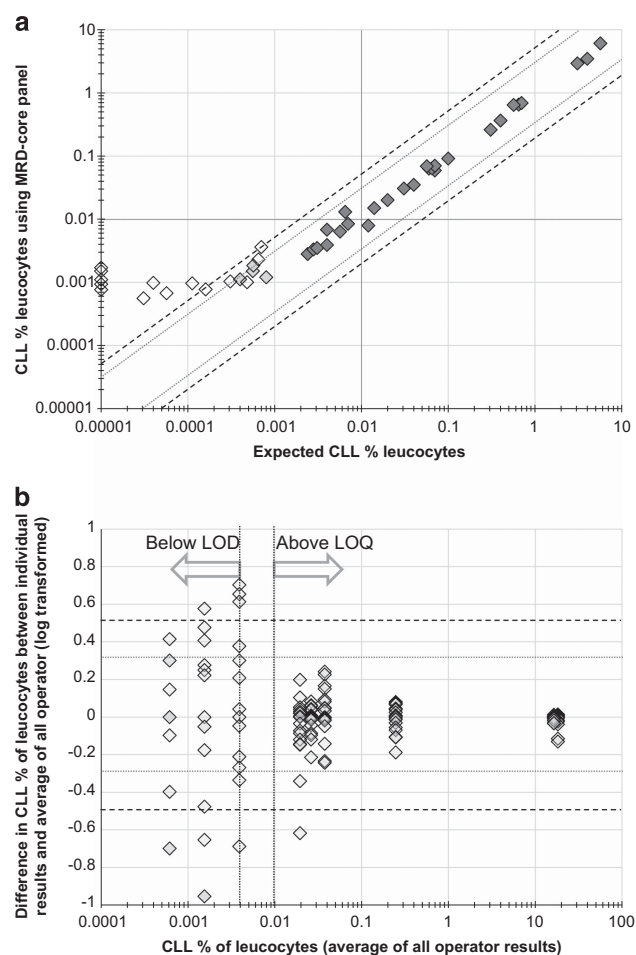 a
CLL % leucocytes using MRD-core panel
10
1
0.1
0.01
0.001
0.0001
0.00001
0.00001 0.0001 0.001 0.01 0.1 1 10
Expected CLL % leucocytes
b
Difference in CLL % of leucocytes between individual
results and average of all operator (log transformed)
1
0.8
0.6
0.4
0.2
0
-0.2
-0.4
-0.6
-0.8
-1
Below LOD Above LOQ
0.0001 0.001 0.01 0.1 1 10 100
CLL % of leucocytes (average of all operator results)